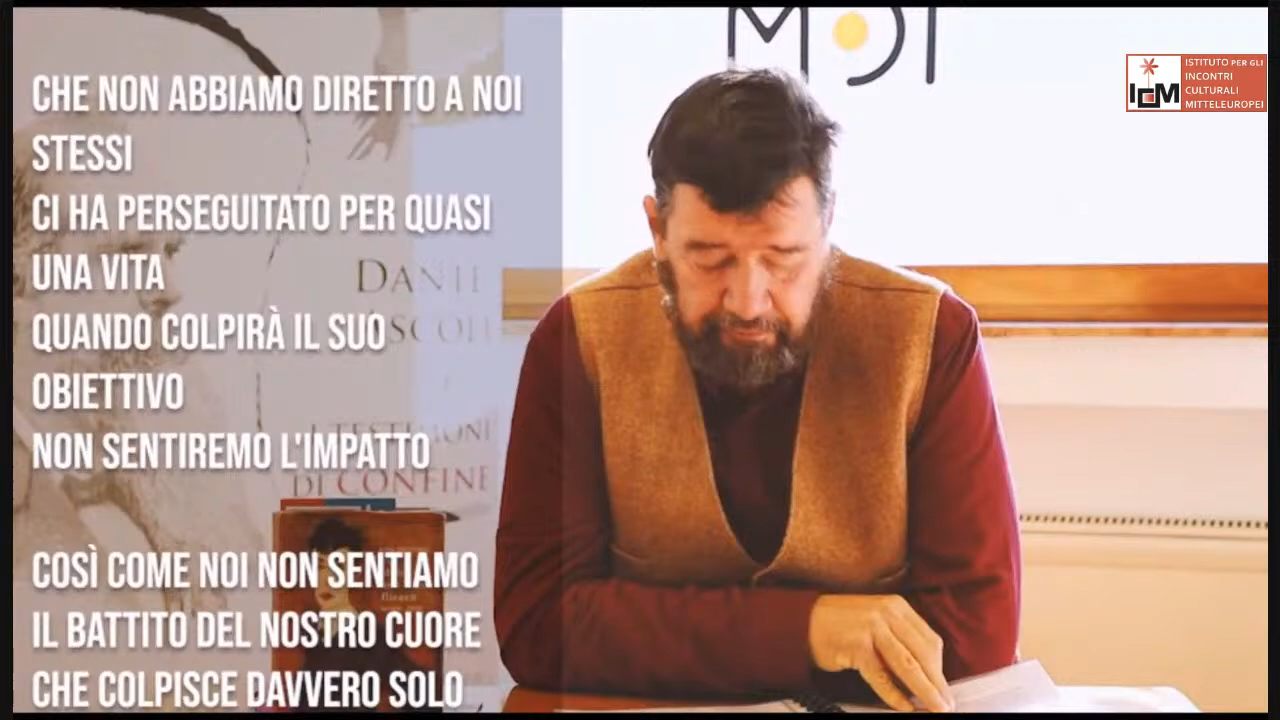 CHE NON ABBIAMO DIRETTO A NOI
STESSI
CI HA PERSEGUITATO PER QUASI
UNA VITA
QUANDO COLPIRÀ IL SUO
OBIETTIVO
NON SENTIREMO L'IMPATTO
COSÌ COME NOI NON SENTIAMO
IL BATTITO DEL NOSTRO CUORE
CHE COLPISCE DAVVERO SOLO
DANTE
I TESTIMONI
DI CONFINE
ISTITUTO PER GLI
INCONTRI
CULTURALI
MITTELEUROPEI
ICM